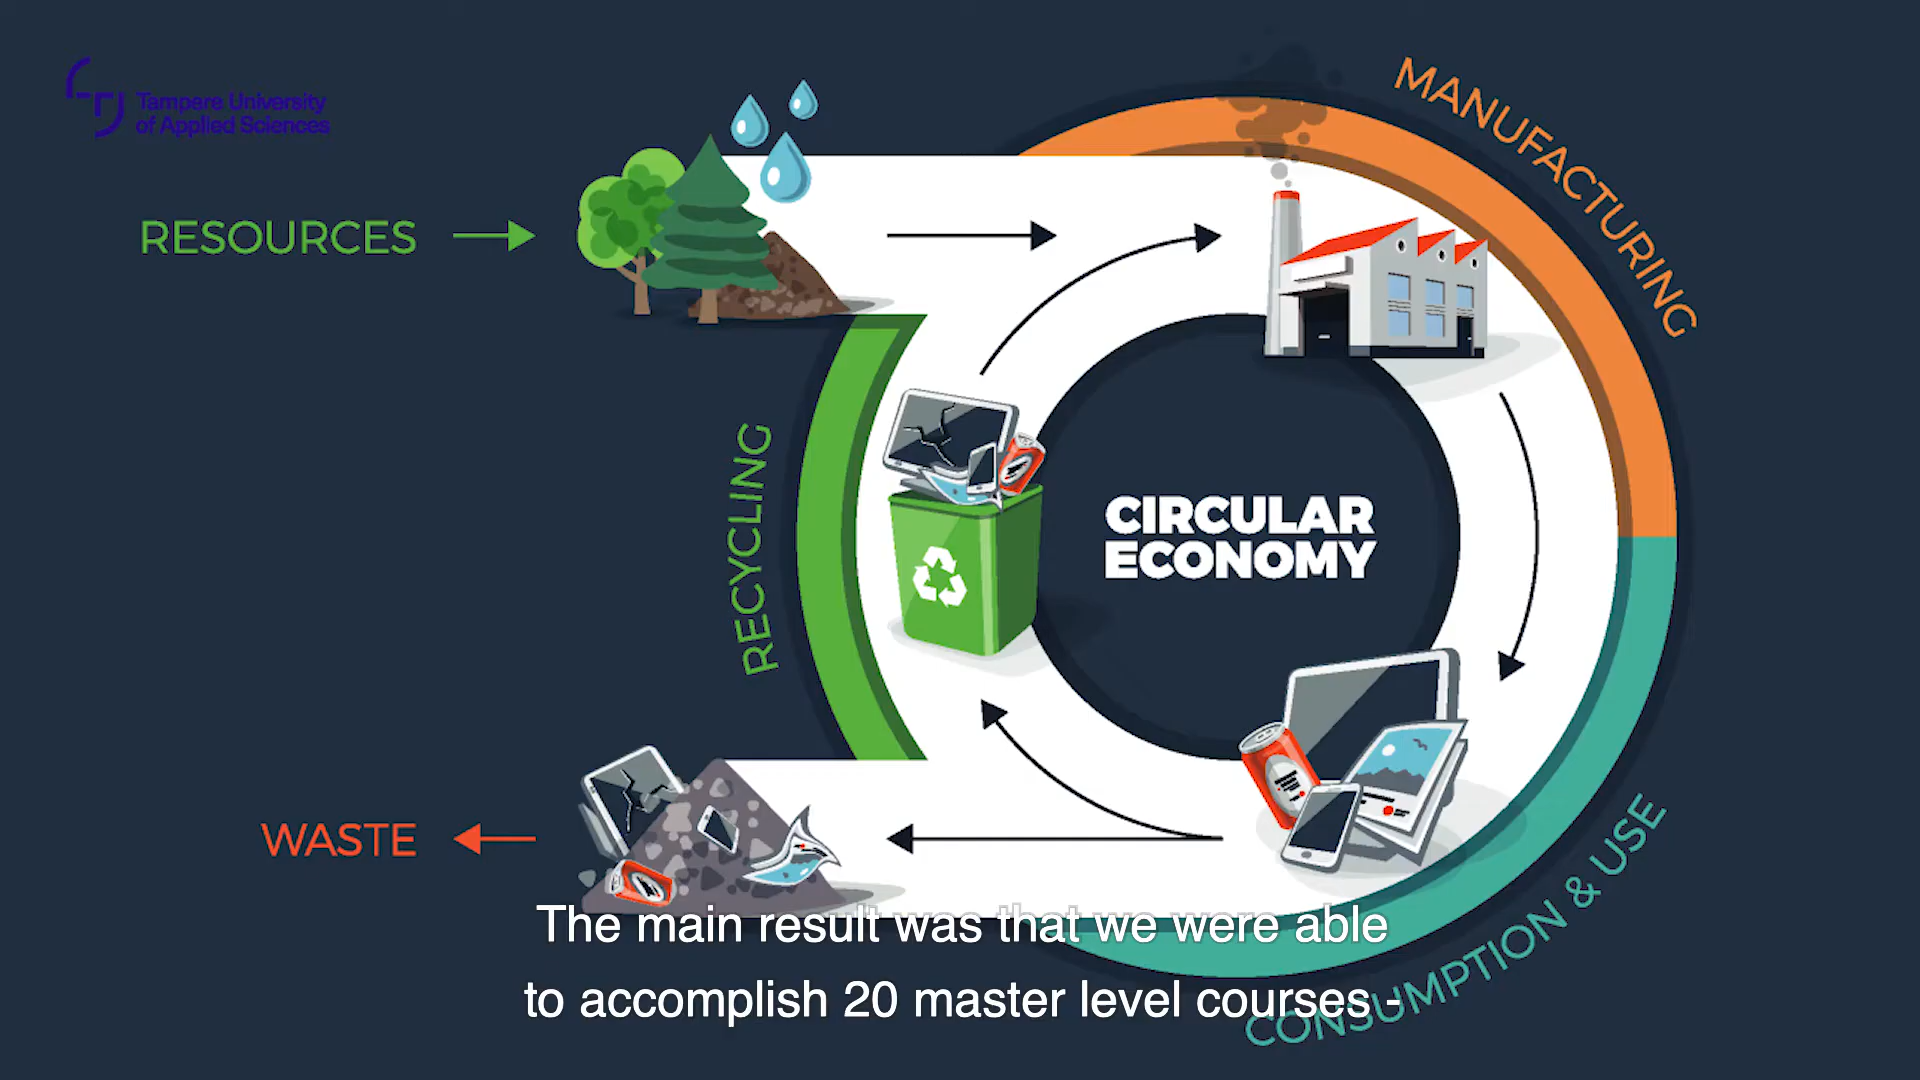 Tampere University
of Applied Sciences
MANUFACTURING
RESOURCES
RECYCLING
CIRCULAR
ECONOMY
WASTE
CONSUMPTION & USE
The main result was that we were able
to accomplish 20 master level courses -